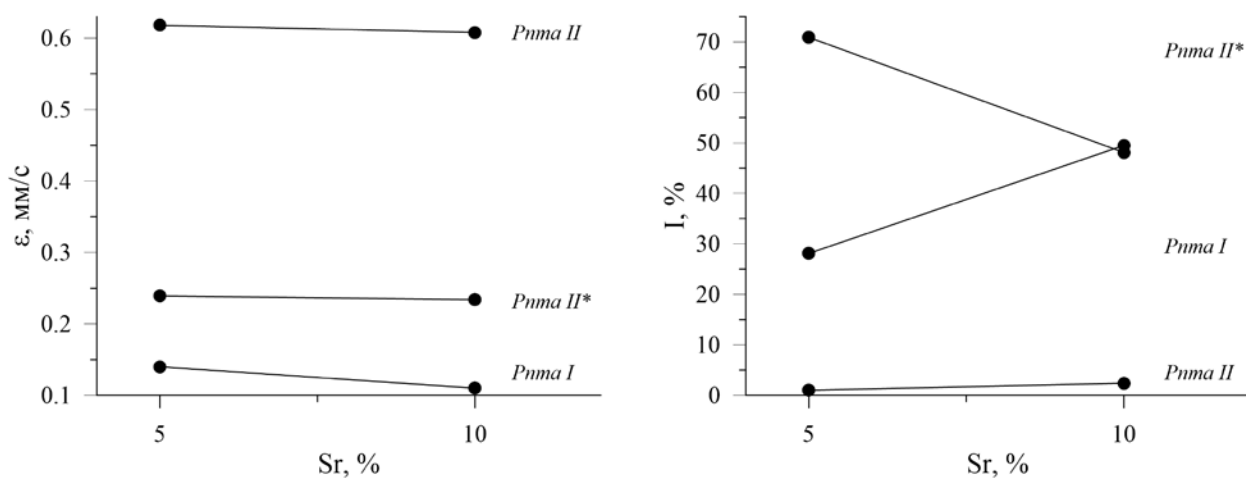 0.6
0.5
0.4
0.3
0.2
0.1
ε, мм/с
Pnma II
Pnma II*
Pnma I
5
10
Sr, %
70
60
50
40
30
20
10
0
I, %
Pnma II*
Pnma I
Pnma II
5
10
Sr, %